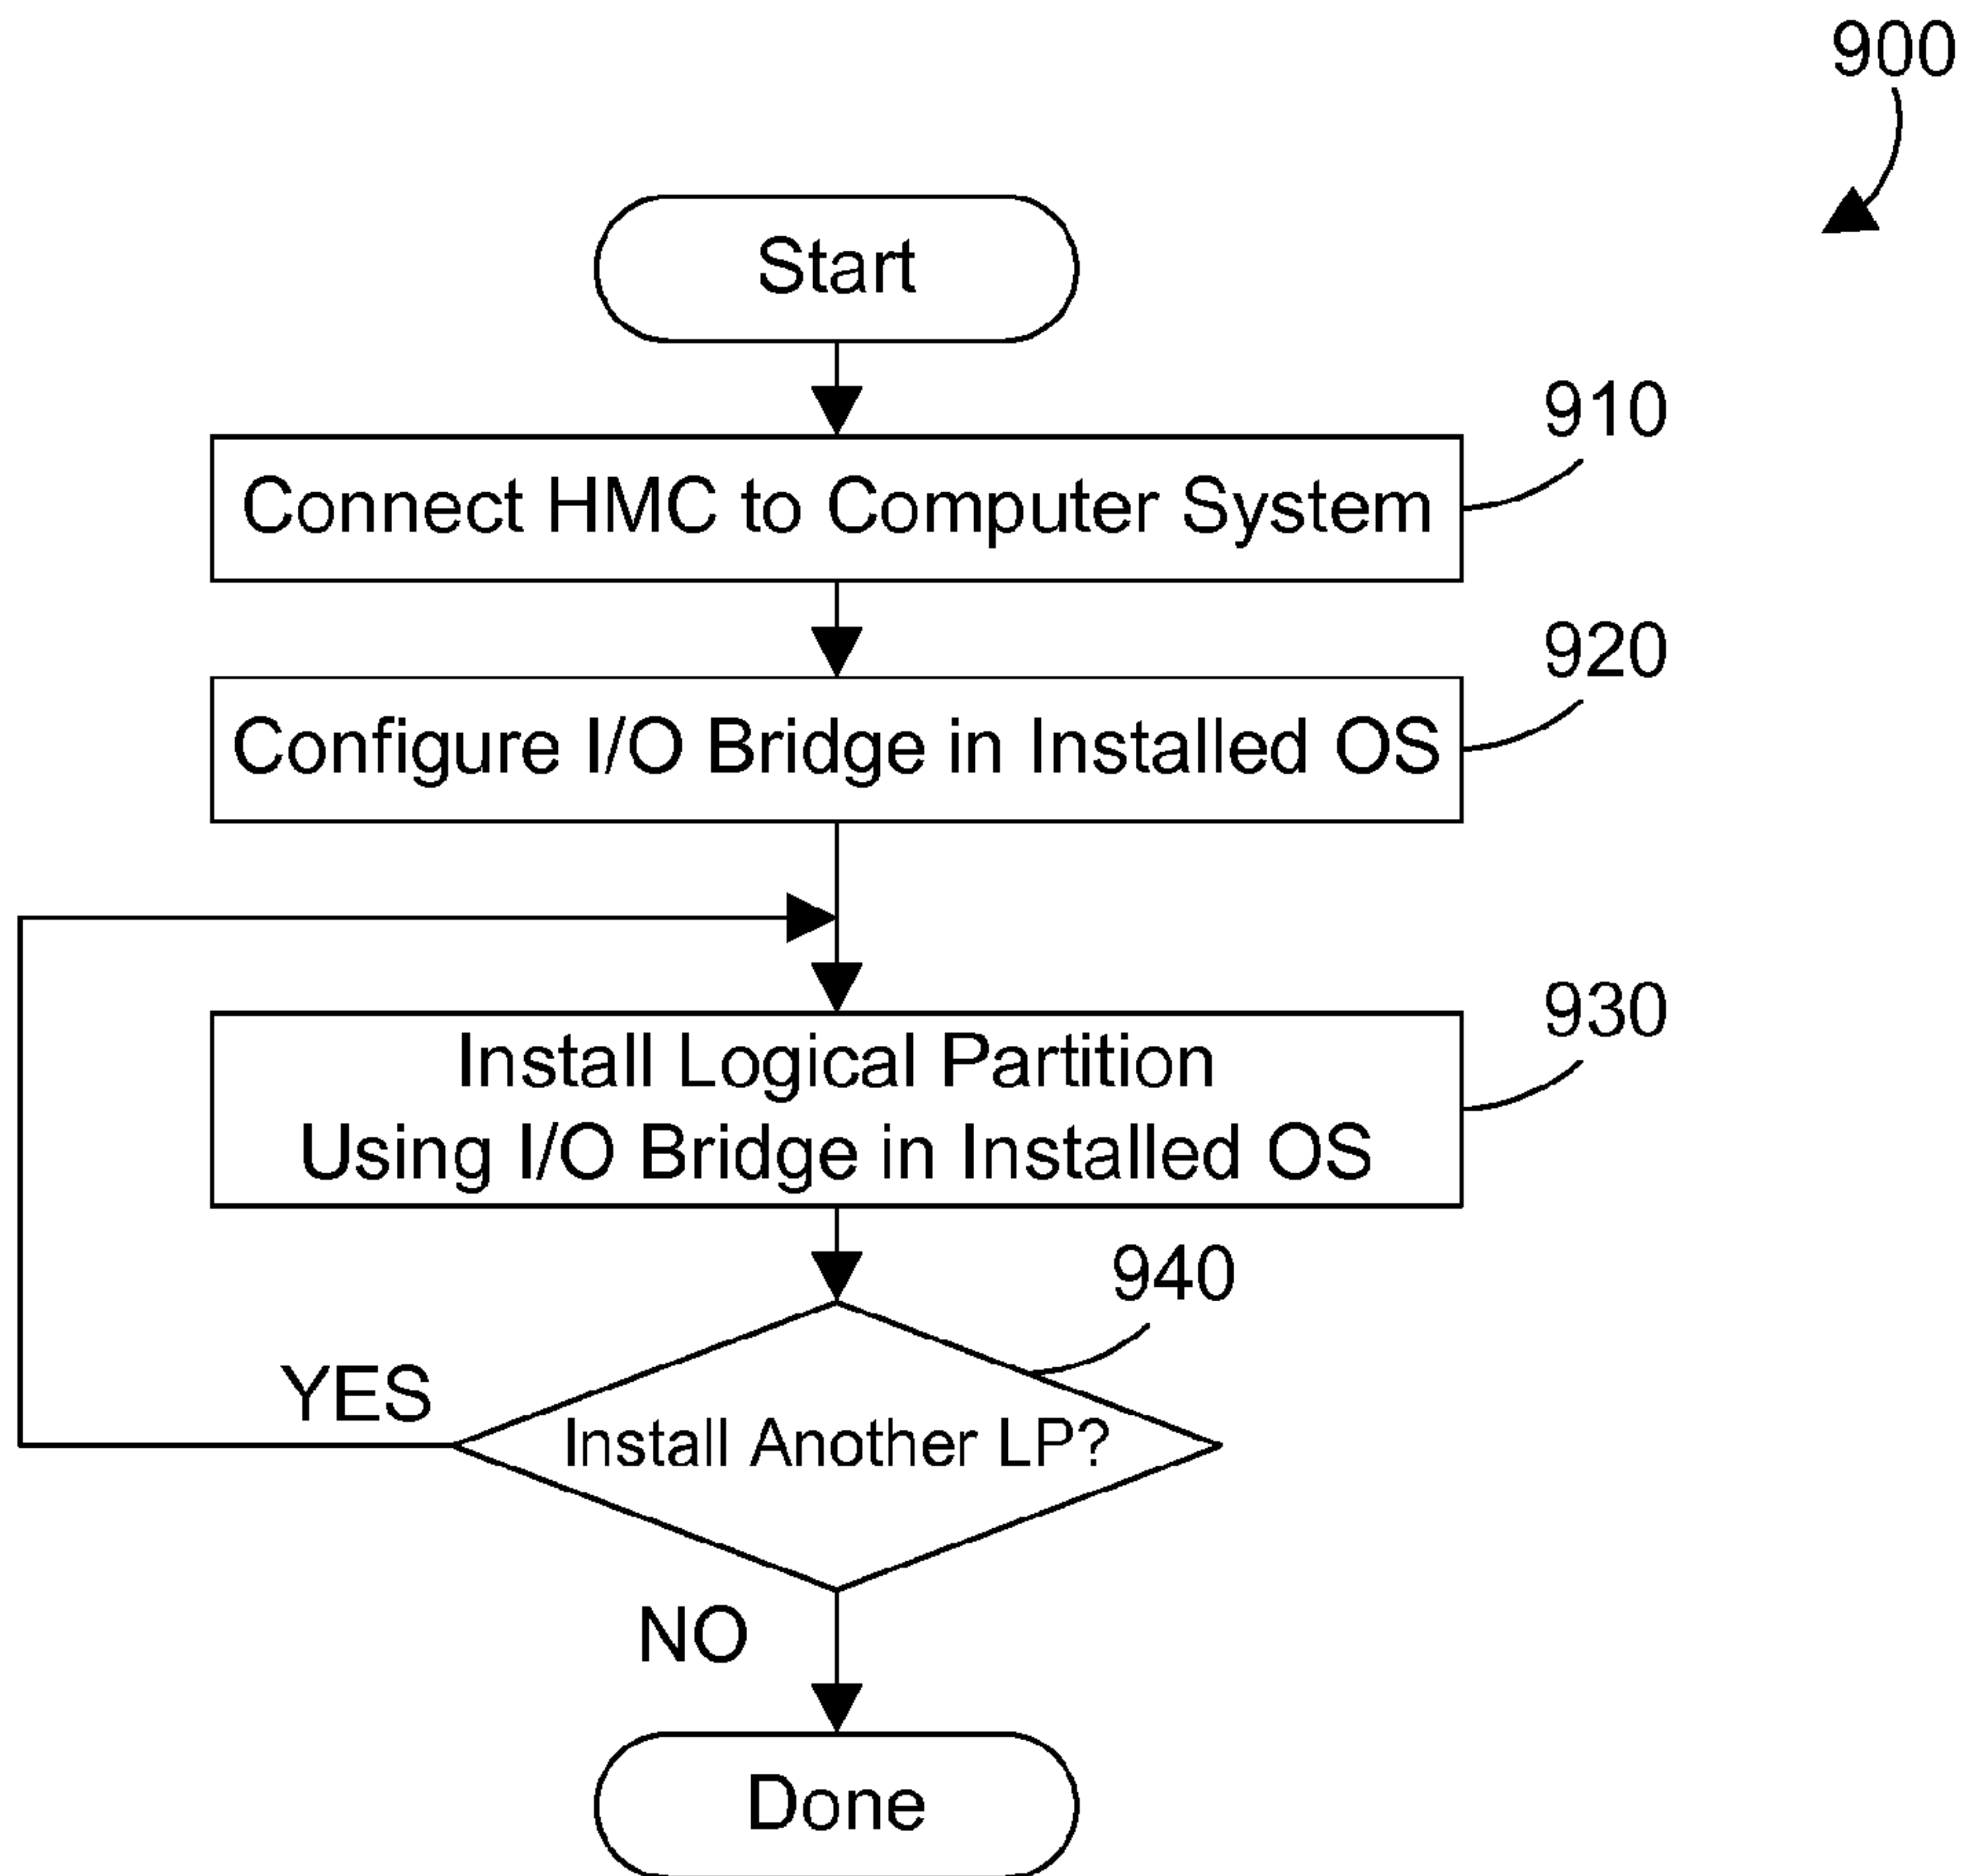 900
Start
910
Connect HMC to Computer System
920
Configure I/O Bridge in Installed OS
930
Install Logical Partition
Using I/O Bridge in Installed OS
940
YES
Install Another LP?
NO
Done